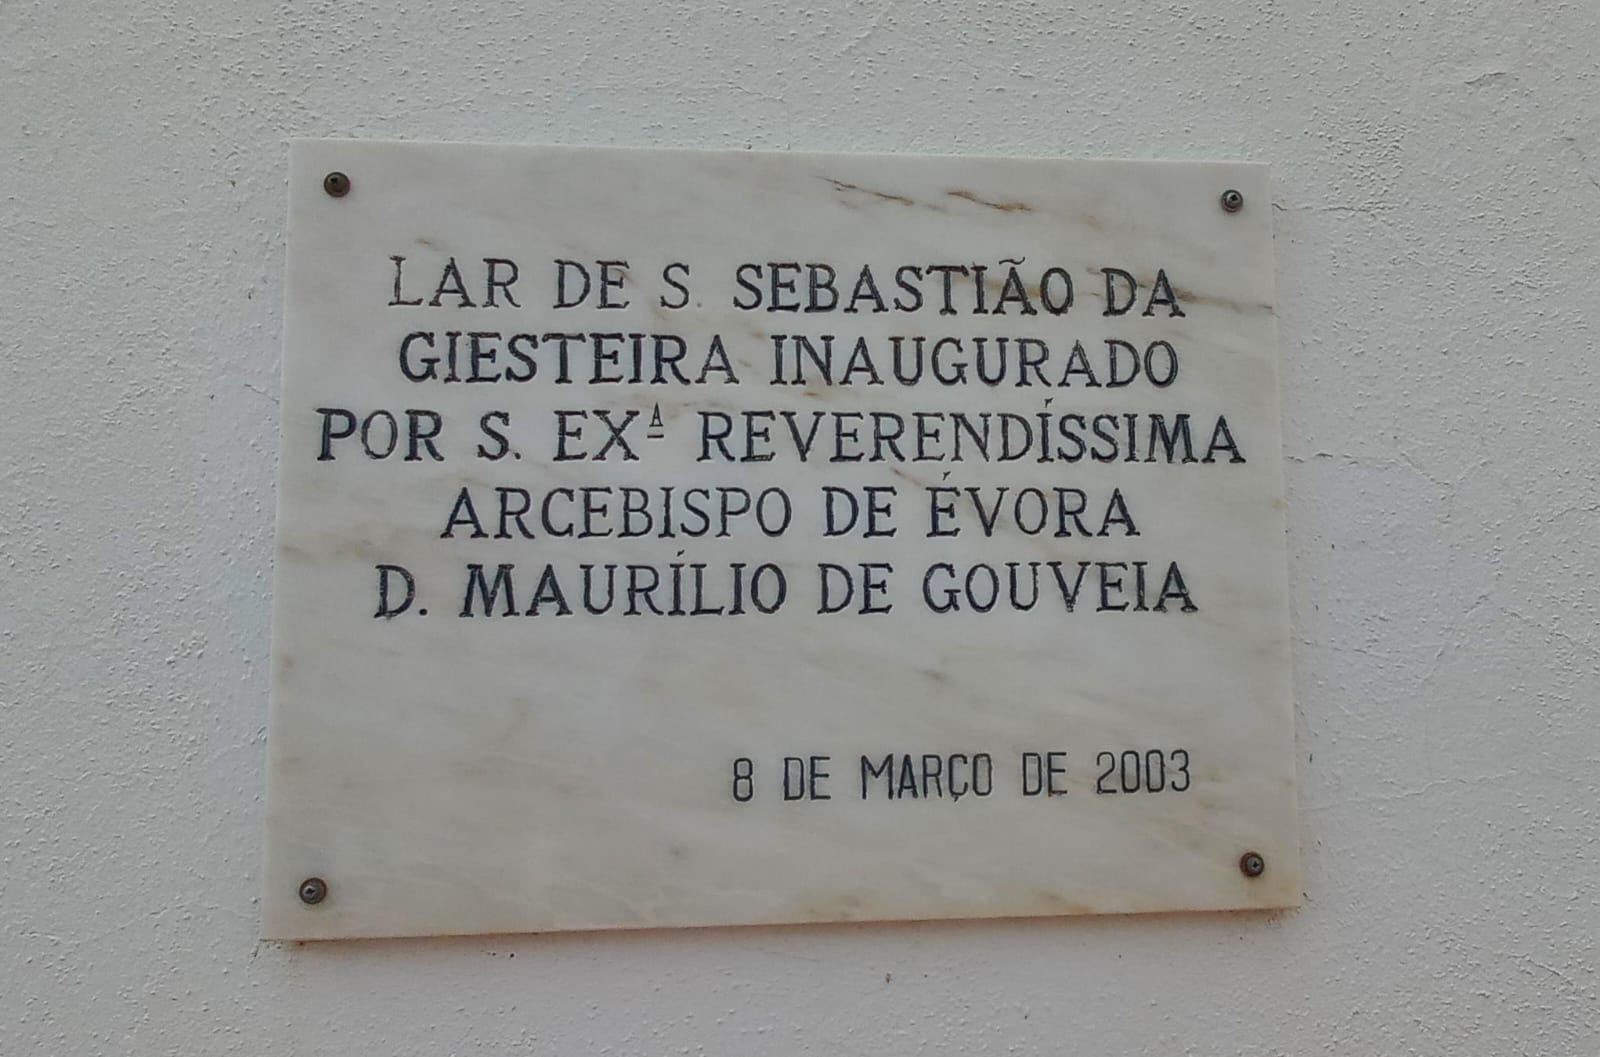 LAR DE S. SEBASTIÃO DA
GIESTEIRA INAUGURADO
POR S. EXª REVERENDÍSSIMA
ARCEBISPO DE ÉVORA
D. MAURÍLIO DE GOUVEIA
8 DE MARÇO DE 2003